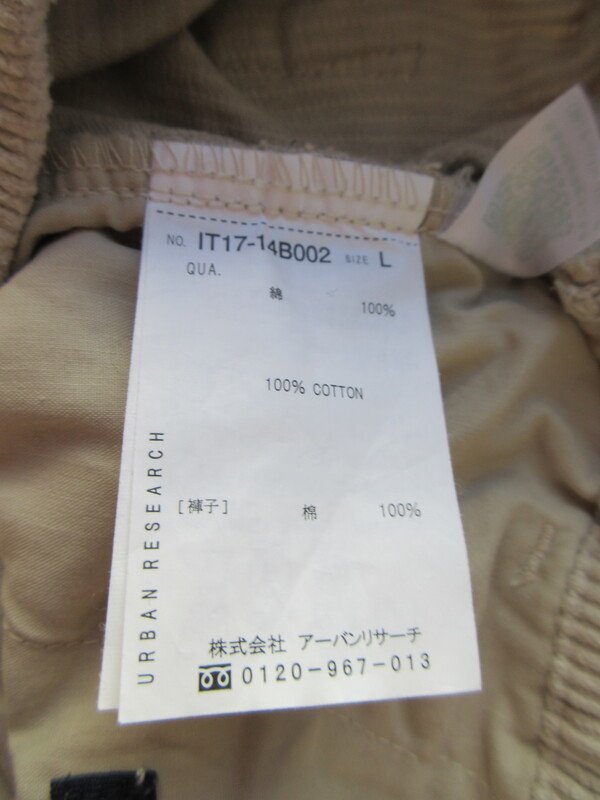 NO. IT17-14B002 SIZE L
QUA.
綿 100%
100% COTTON
[褲子] 棉 100%
URBAN RESEARCH
株式会社 アーバンリサーチ
0120-967-013